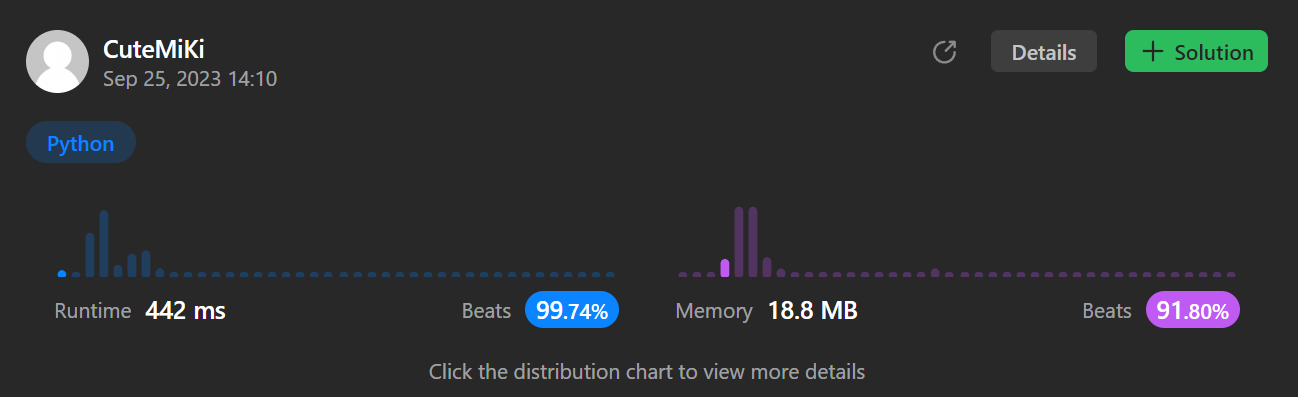 CuteMiKi
Sep 25, 2023 14:10
Details
Solution
Python
Runtime 442 ms Beats 99.74%
Memory 18.8 MB Beats 91.80%
Click the distribution chart to view more details